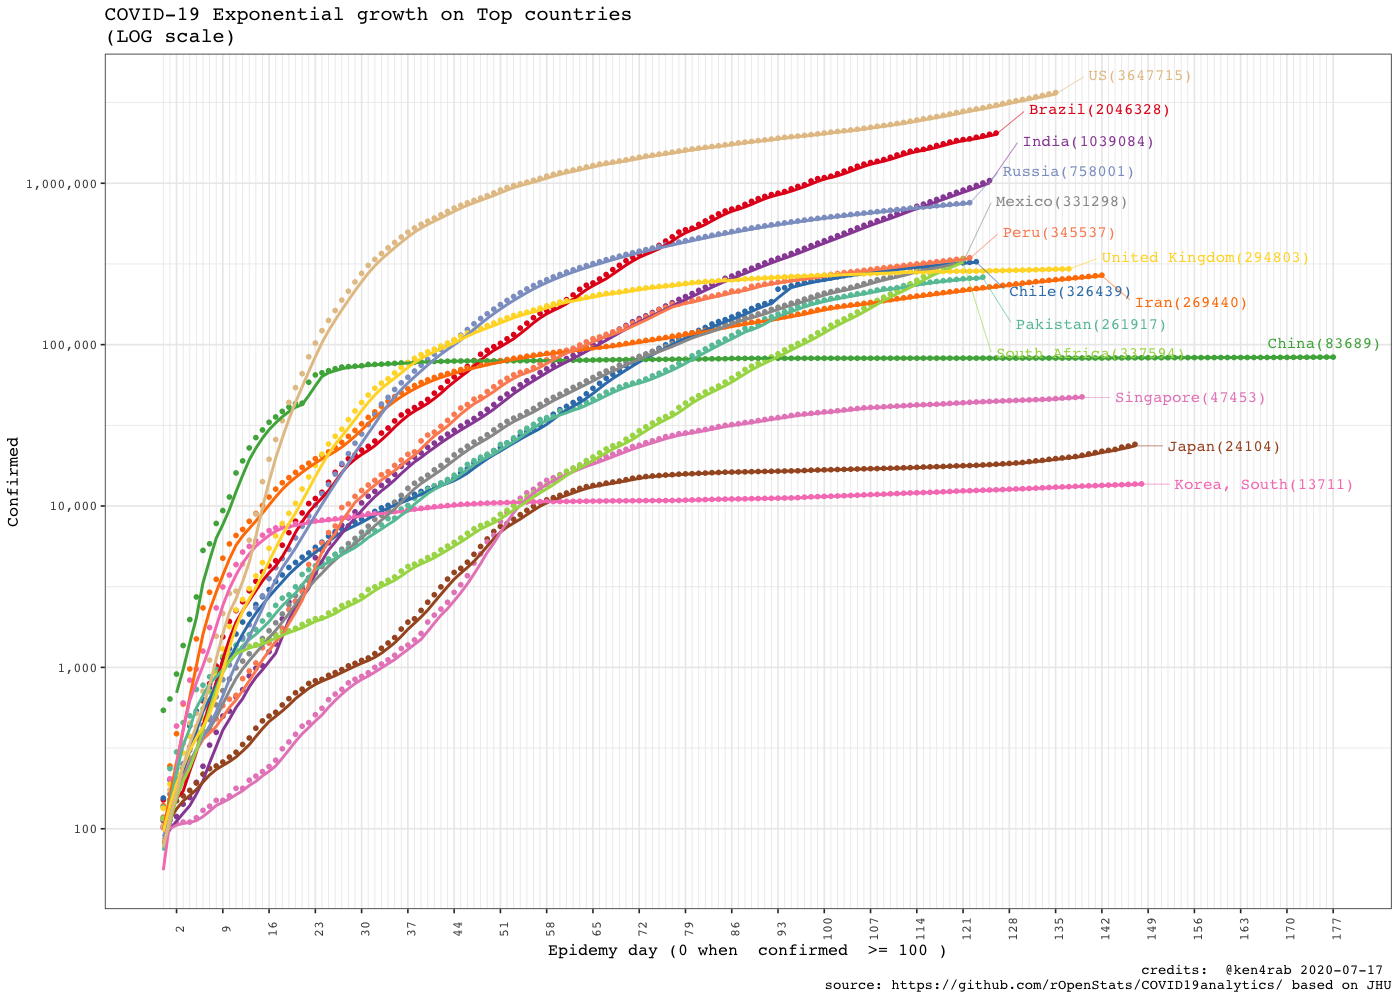 COVID-19 Exponential growth on Top countries
(LOG scale)
US(3647715)
Brazil(2046328)
India(1039084)
Russia(758001)
Mexico(331298)
Peru(345537)
United Kingdom(294803)
Chile(326439)
Iran(269440)
Pakistan(261917)
South Africa(337594)
China(83689)
Singapore(47453)
Japan(24104)
Korea, South(13711)
Confirmed
1,000,000
100,000
10,000
1,000
100
2 9 16 23 30 37 44 51 58 65 72 79 86 93 100 107 114 121 128 135 142 149 156 163 170 177
Epidemy day (0 when  confirmed  >= 100 )
credits:  @ken4rab 2020-07-17
source: https://github.com/rOpenStats/COVID19analytics/ based on JHU